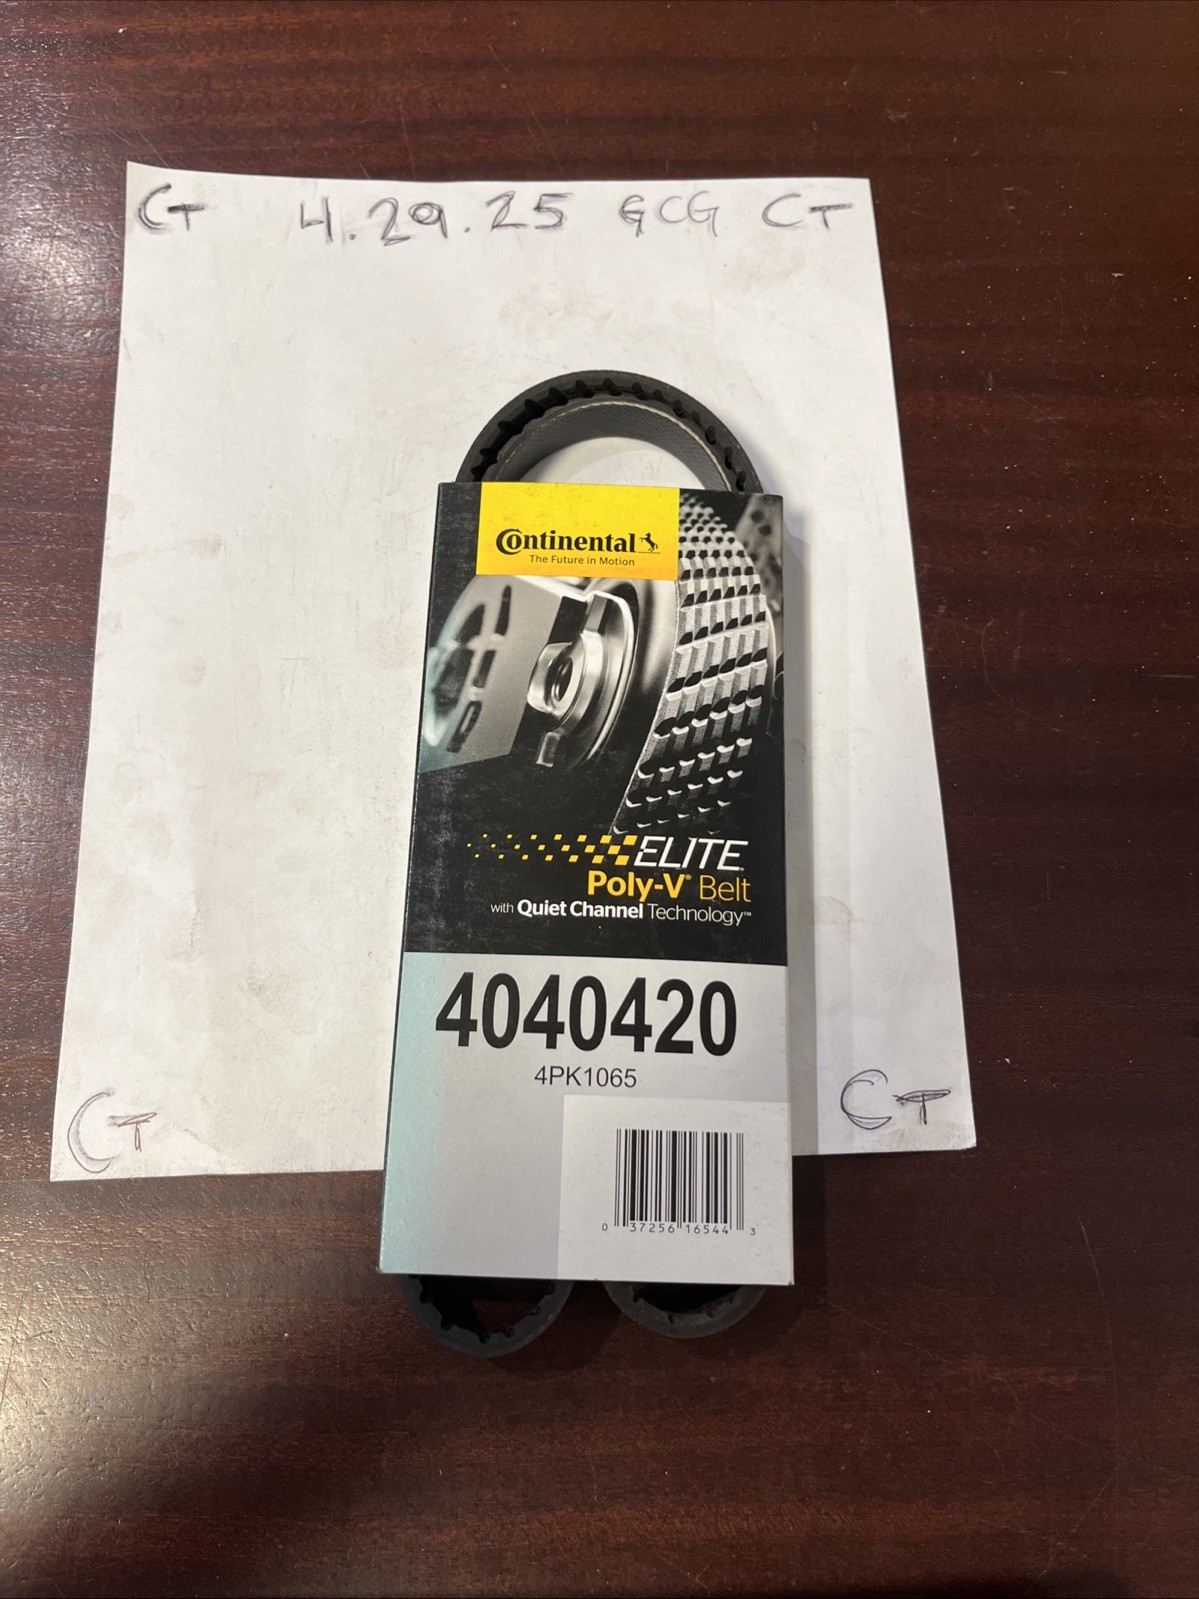 CT 4.29.25 GCG CT
Continental
The Future in Motion
ELITE
Poly-V® Belt
with Quiet Channel Technology™
4040420
4PK1065
0 37256 16544 3
CT CT